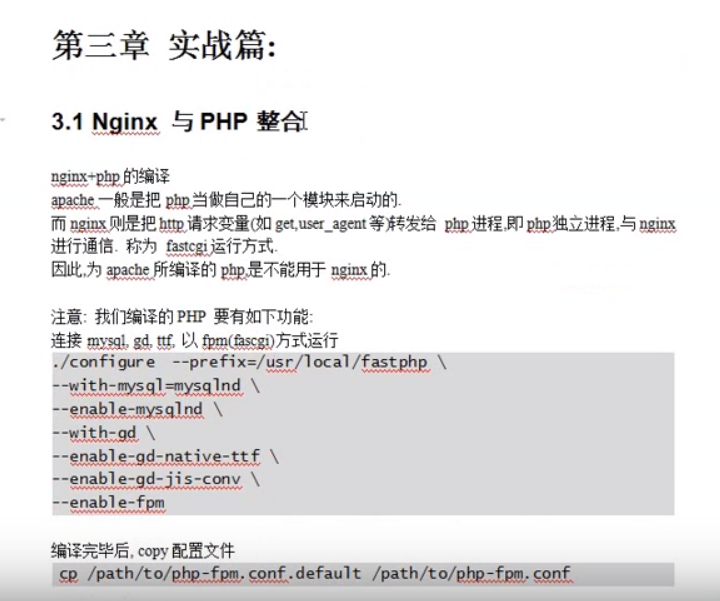 第三章 实战篇:
3.1 Nginx 与 PHP 整合
nginx+php 的编译
apache 一般是把 php 当做自己的一个模块来启动的.
而 nginx 则是把 http 请求变量(如 get,user_agent 等)转发给 php 进程,即 php 独立进程,与 nginx
进行通信. 称为 fastcgi 运行方式.
因此,为 apache 所编译的 php,是不能用于 nginx 的.
注意: 我们编译的 PHP 要有如下功能:
连接 mysql, gd, ttf, 以 fpm(fascgi)方式运行
./configure --prefix=/usr/local/fastphp \
--with-mysql=mysqlnd \
--enable-mysqlnd \
--with-gd \
--enable-gd-native-ttf \
--enable-gd-jis-conv \
--enable-fpm
编译完毕后, copy 配置文件
cp /path/to/php-fpm.conf.default /path/to/php-fpm.conf